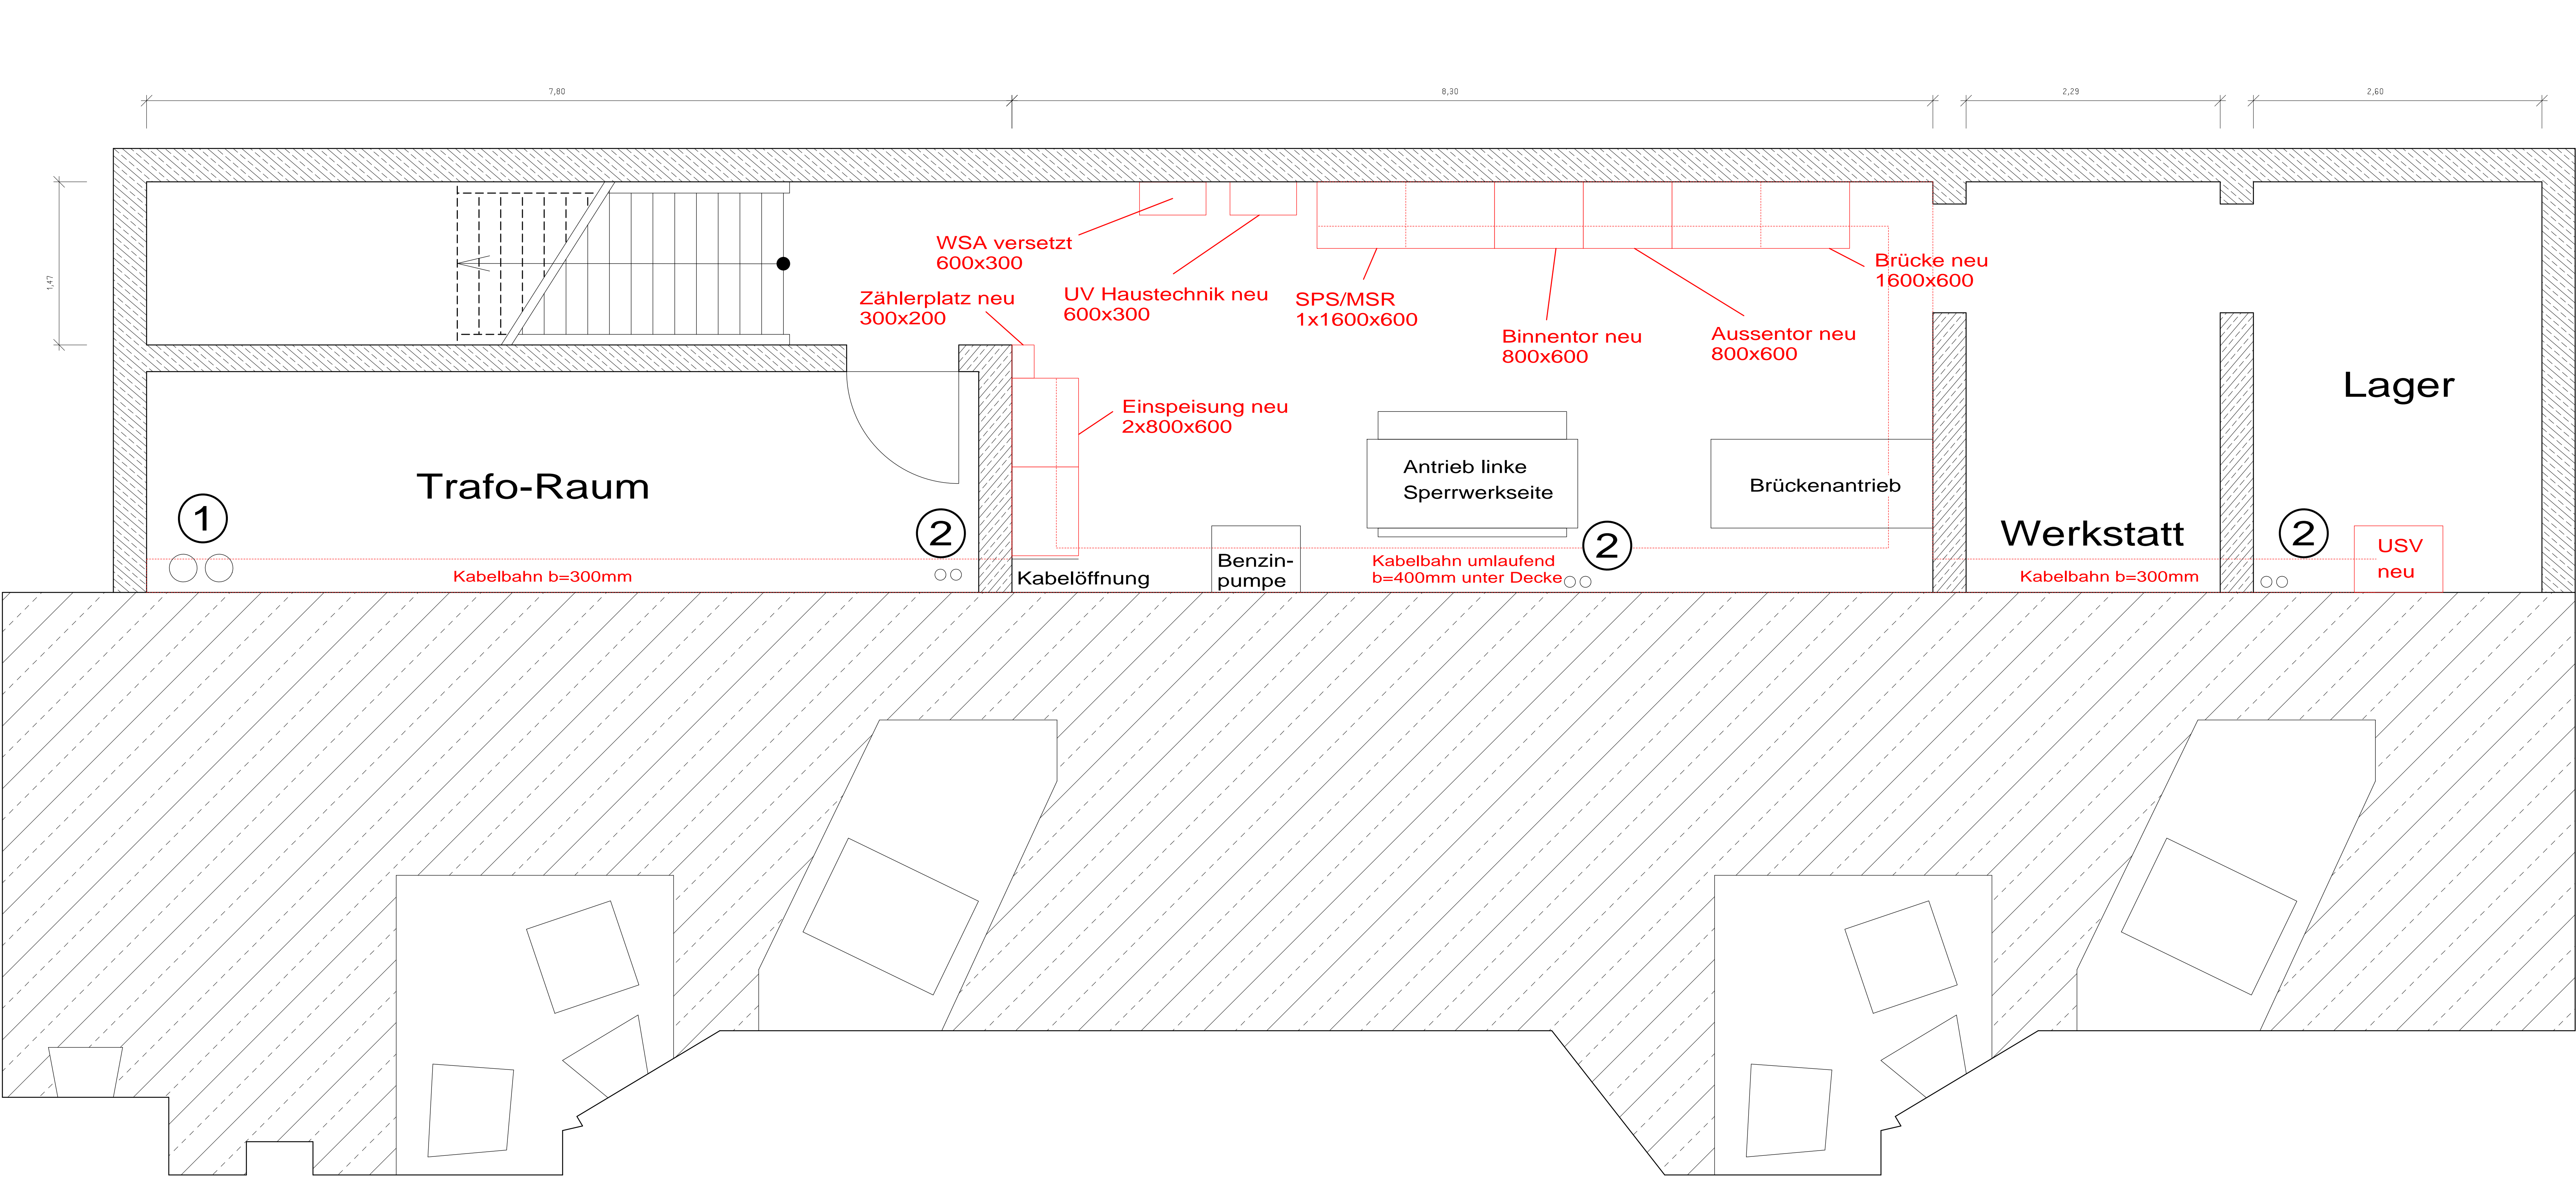 7,80
8,30
2,29
2,60
1,47
WSA versetzt
600x300
Zählerplatz neu
300x200
UV Haustechnik neu
600x300
SPS/MSR
1x1600x600
Binnentor neu
800x600
Aussentor neu
800x600
Brücke neu
1600x600
Einspeisung neu
2x800x600
Lager
Trafo-Raum
Antrieb linke
Sperrwerkseite
Brückenantrieb
Werkstatt
1
2
2
2
USV
neu
Kabelbahn b=300mm
Kabelöffnung
Benzin-
pumpe
Kabelbahn umlaufend
b=400mm unter Decke
Kabelbahn b=300mm